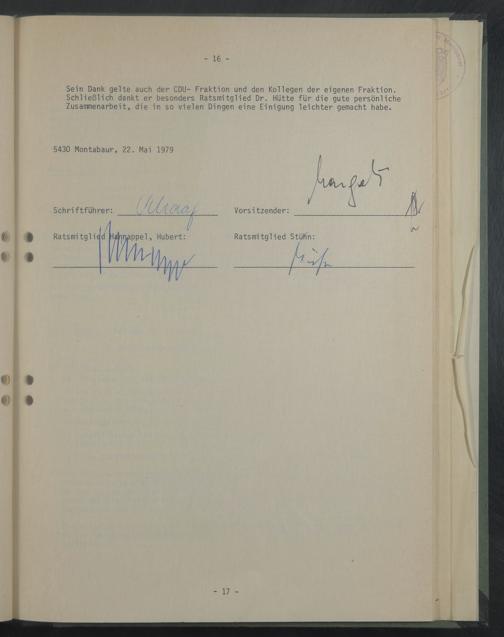 - 16 -
Sein Dank gelte auch der CDU- Fraktion und den Kollegen der eigenen Fraktion.
Schließlich dankt er besonders Ratsmitglied Dr. Hütte für die gute persönliche
Zusammenarbeit, die in so vielen Dingen eine Einigung leichter gemacht habe.
5430 Montabaur, 22. Mai 1979
Schriftführer:
Vorsitzender:
Ratsmitglied Hannappel, Hubert:
Ratsmitglied Stühn:
- 17 -